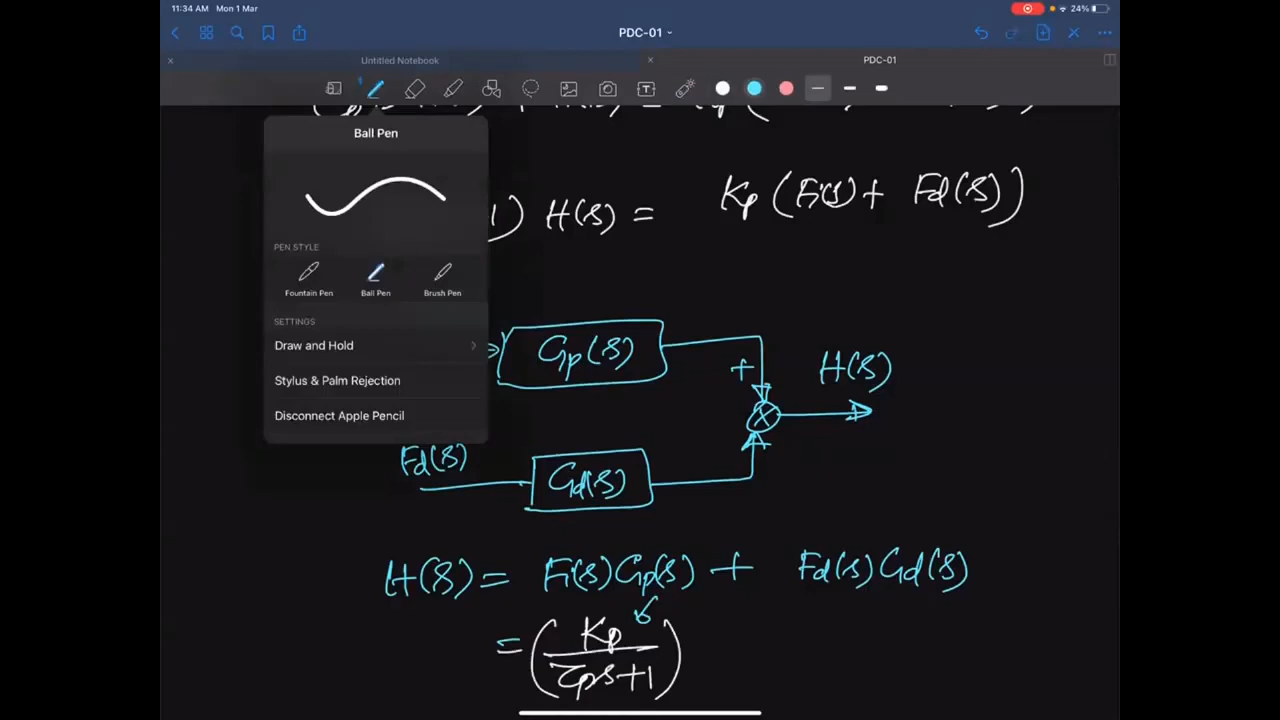 11:34 AM Mon 1 Mar
24%
PDC-01
Untitled Notebook
PDC-01
Ball Pen
PEN STYLE
Fountain Pen Ball Pen Brush Pen
SETTINGS
Draw and Hold
Stylus & Palm Rejection
Disconnect Apple Pencil
1) H(s) = Kp (Fi(s) + Fd(s))
Gp(s)
+
H(s)
Fd(s)
Gd(s)
H(s) = Fi(s)Gp(s) + Fd(s)Gd(s)
= (Kp / τps+1)